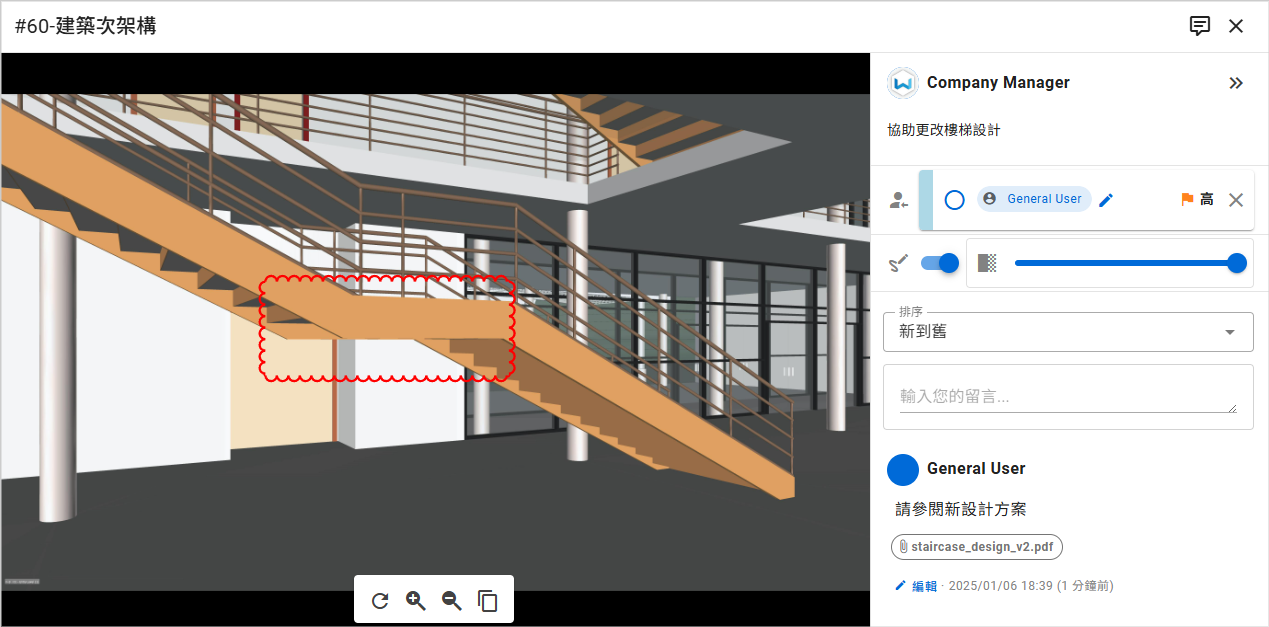 #60-建築次架構
Company Manager
協助更改樓梯設計
General User
高
排序
新到舊
輸入您的留言...
General User
請參閱新設計方案
staircase_design_v2.pdf
編輯 · 2025/01/06 18:39 (1 分鐘前)